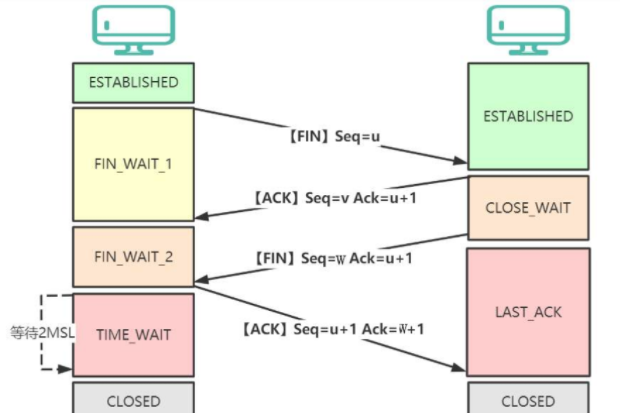 ESTABLISHED
ESTABLISHED
【FIN】Seq=u
FIN_WAIT_1
【ACK】Seq=v Ack=u+1
CLOSE_WAIT
FIN_WAIT_2
【FIN】Seq=w Ack=u+1
LAST_ACK
等待2MSL
TIME_WAIT
【ACK】Seq=u+1 Ack=w+1
CLOSED
CLOSED